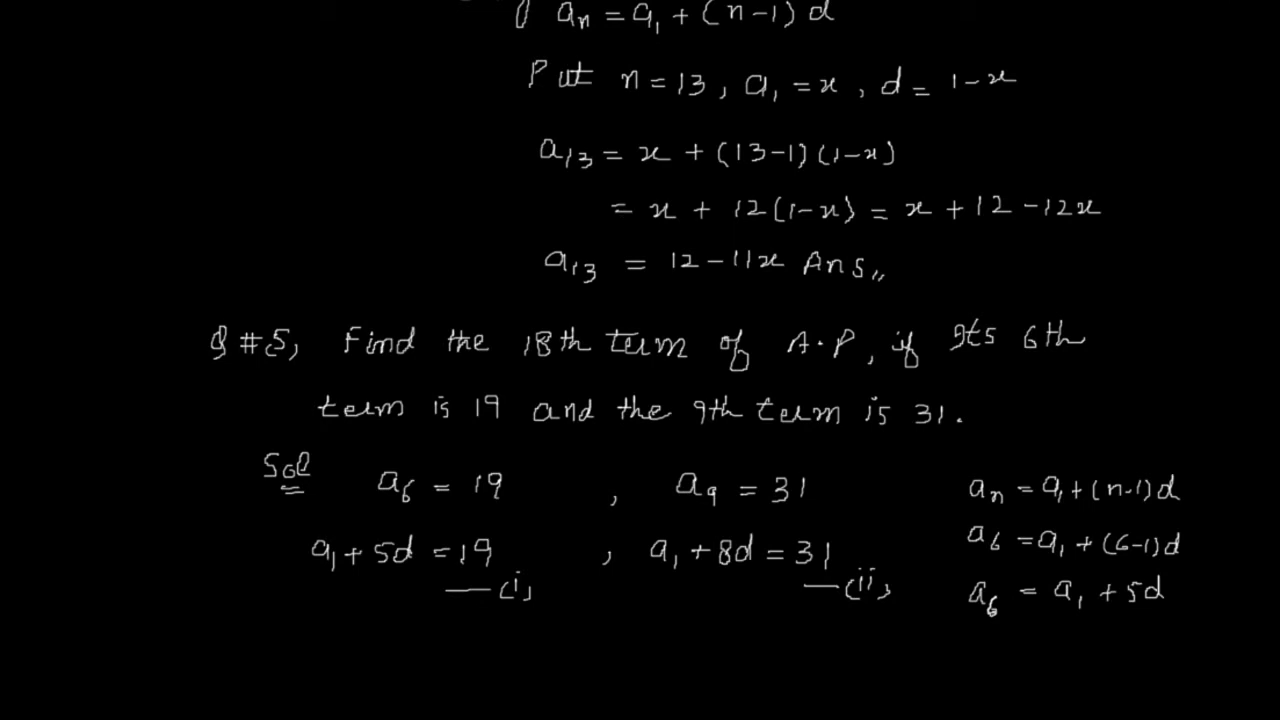 aₙ = a₁ + (n-1) d
Put n = 13, a₁ = x, d = 1-x
a₁₃ = x + (13-1)(1-x)
= x + 12(1-x) = x + 12 - 12x
a₁₃ = 12 - 11x Ans,,
Q #5, Find the 18th term of A.P, if Its 6th
term is 19 and the 9th term is 31.
Sol a₆ = 19 , a₉ = 31 aₙ = a₁ + (n-1)d
a₁ + 5d = 19 , a₁ + 8d = 31 a₆ = a₁ + (6-1)d
—(i) —(ii) a₆ = a₁ + 5d